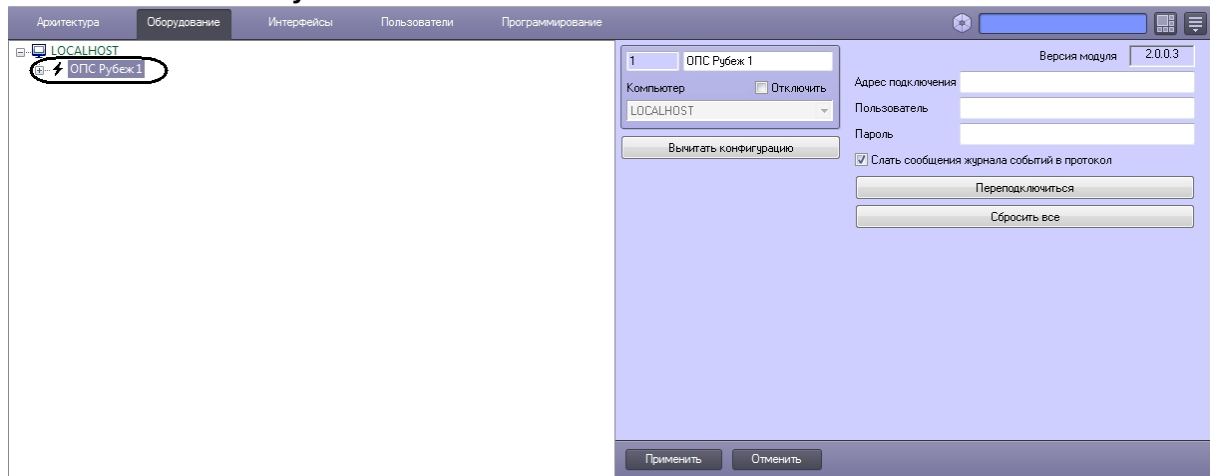 Архитектура Оборудование Интерфейсы Пользователи Программирование
LOCALHOST
ОПС Рубеж 1
1 ОПС Рубеж 1
Компьютер Отключить
LOCALHOST
Вычитать конфигурацию
Версия модуля 2.0.0.3
Адрес подключения
Пользователь
Пароль
Слать сообщения журнала событий в протокол
Переподключиться
Сбросить все
Применить Отменить